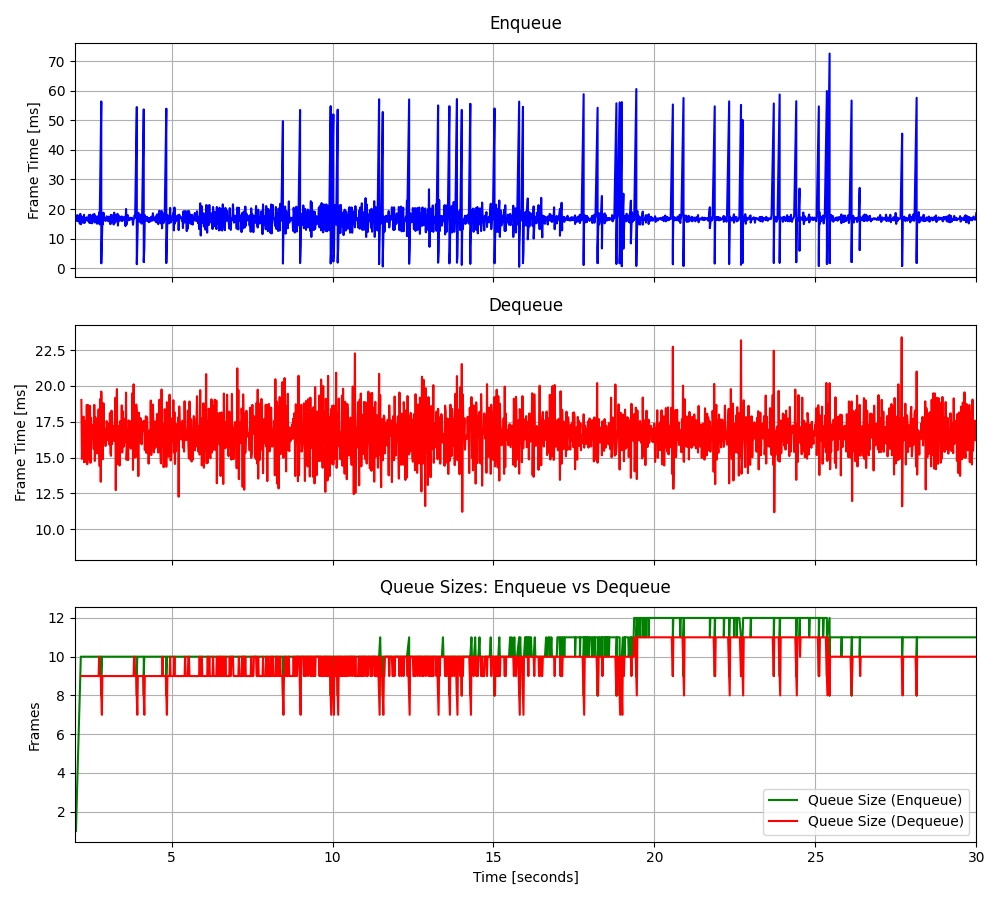 Enqueue
Frame Time [ms]
70
60
50
40
30
20
10
0
Dequeue
Frame Time [ms]
22.5
20.0
17.5
15.0
12.5
10.0
Queue Sizes: Enqueue vs Dequeue
Frames
12
10
8
6
4
2
Queue Size (Enqueue)
Queue Size (Dequeue)
5 10 15 20 25 30
Time [seconds]